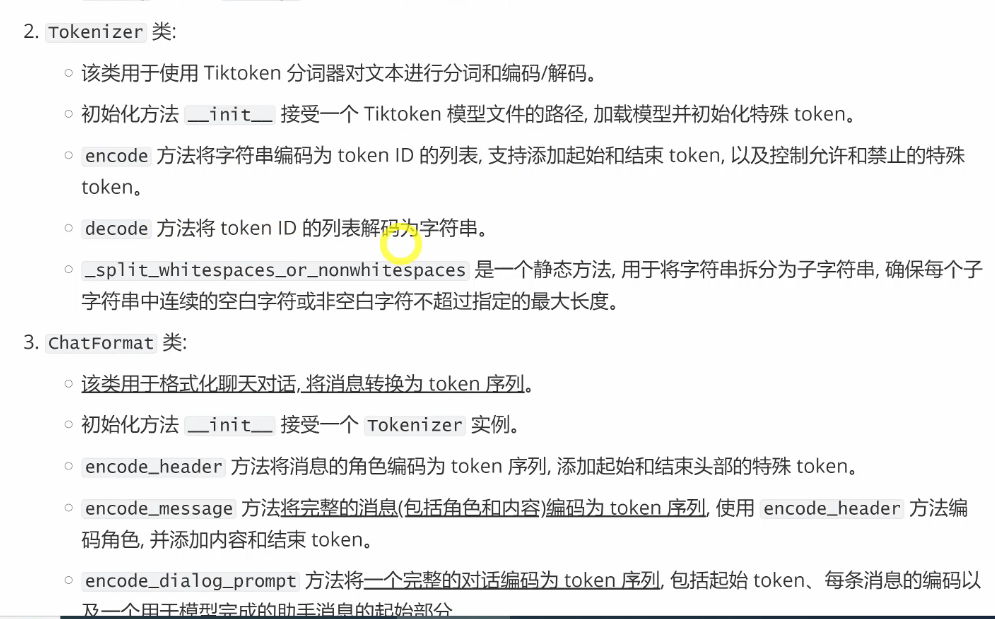 2. Tokenizer 类:
○ 该类用于使用 Tiktoken 分词器对文本进行分词和编码/解码。
○ 初始化方法 __init__ 接受一个 Tiktoken 模型文件的路径, 加载模型并初始化特殊 token。
○ encode 方法将字符串编码为 token ID 的列表, 支持添加起始和结束 token, 以及控制允许和禁止的特殊
token。
○ decode 方法将 token ID 的列表解码为字符串。
○ _split_whitespaces_or_nonwhitespaces 是一个静态方法, 用于将字符串拆分为子字符串, 确保每个子
字符串中连续的空白字符或非空白字符不超过指定的最大长度。
3. ChatFormat 类:
○ 该类用于格式化聊天对话, 将消息转换为 token 序列。
○ 初始化方法 __init__ 接受一个 Tokenizer 实例。
○ encode_header 方法将消息的角色编码为 token 序列, 添加起始和结束头部的特殊 token。
○ encode_message 方法将完整的消息(包括角色和内容)编码为 token 序列, 使用 encode_header 方法编
码角色, 并添加内容和结束 token。
○ encode_dialog_prompt 方法将一个完整的对话编码为 token 序列, 包括起始 token、每条消息的编码以
及一个用于模型完成的助手消息的起始部分